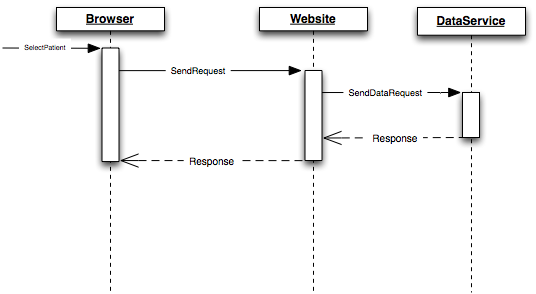 Browser
Website
DataService
SelectPatient
SendRequest
SendDataRequest
Response
Response